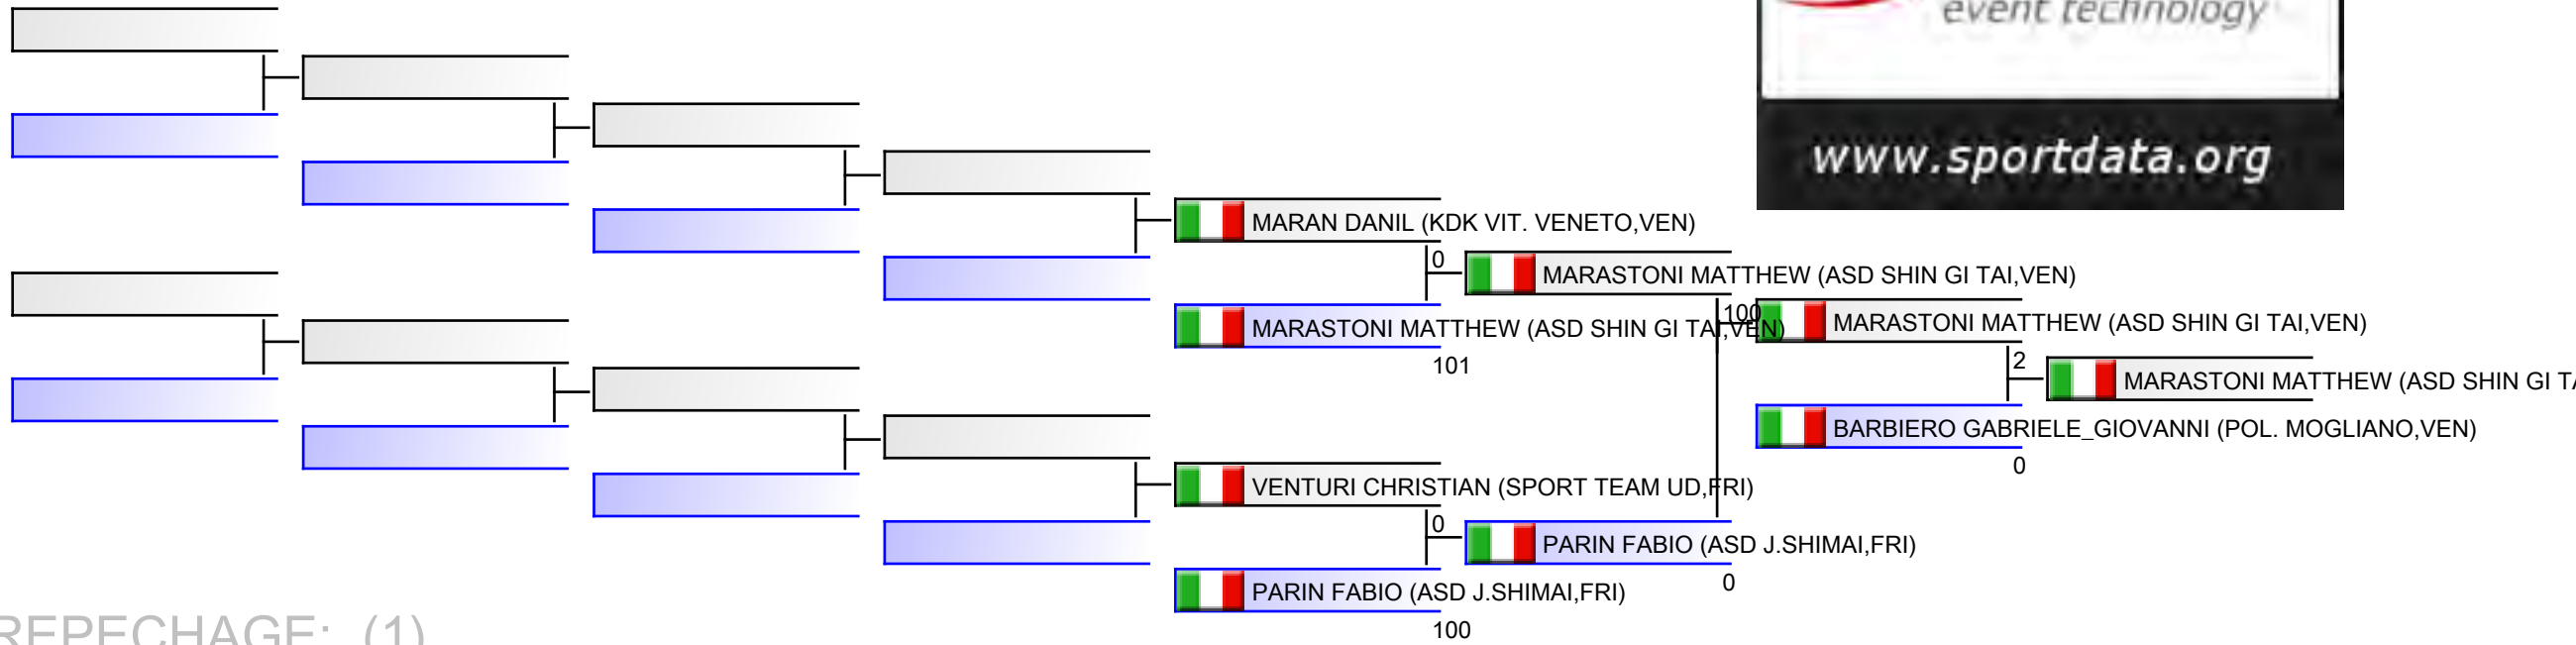 event technology
www.sportdata.org
MARAN DANIL (KDK VIT. VENETO,VEN)
0
MARASTONI MATTHEW (ASD SHIN GI TAI,VEN)
100
MARASTONI MATTHEW (ASD SHIN GI TAI,VEN)
MARASTONI MATTHEW (ASD SHIN GI TAI,VEN)
101
2
MARASTONI MATTHEW (ASD SHIN GI TA
BARBIERO GABRIELE_GIOVANNI (POL. MOGLIANO,VEN)
0
VENTURI CHRISTIAN (SPORT TEAM UD,FRI)
0
PARIN FABIO (ASD J.SHIMAI,FRI)
0
PARIN FABIO (ASD J.SHIMAI,FRI)
100
REPECHAGE: (1)